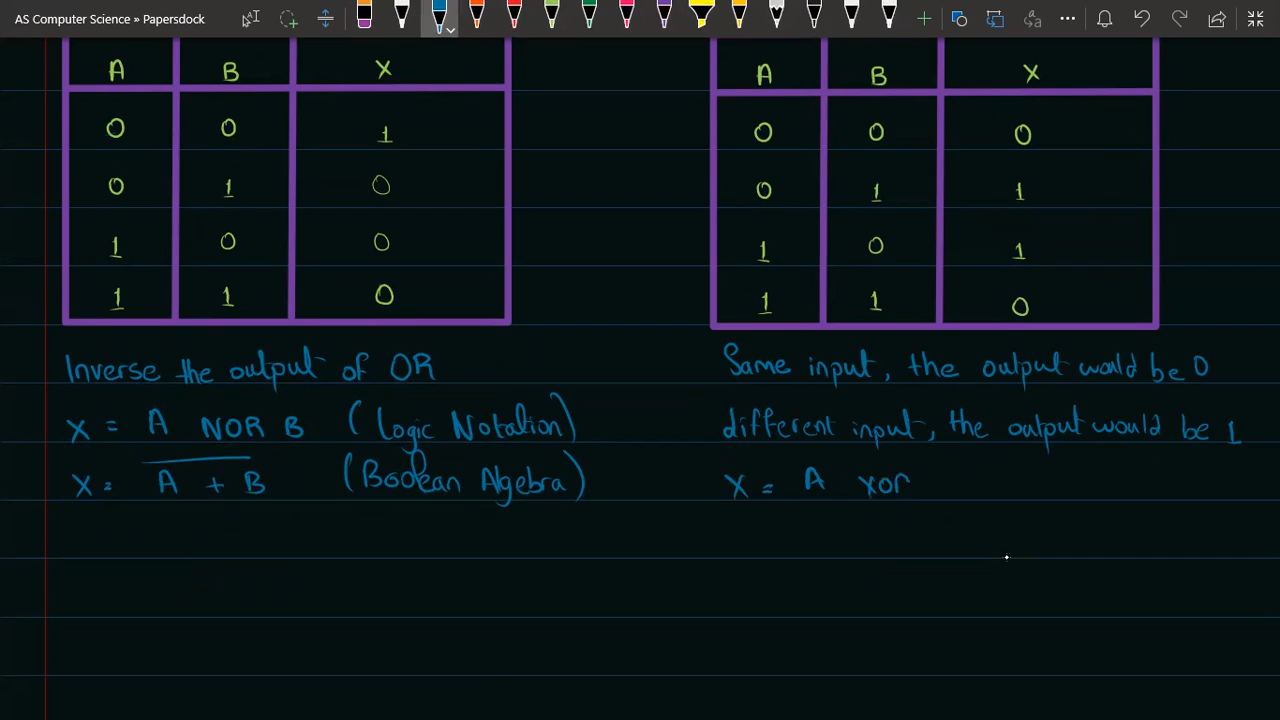 AS Computer Science » Papersdock
A B X
0 0 1
0 1 0
1 0 0
1 1 0
Inverse the output of OR
X = A NOR B (Logic Notation)
X = A + B (Boolean Algebra)
A B X
0 0 0
0 1 1
1 0 1
1 1 0
Same input, the output would be 0
different input, the output would be 1
X = A xor